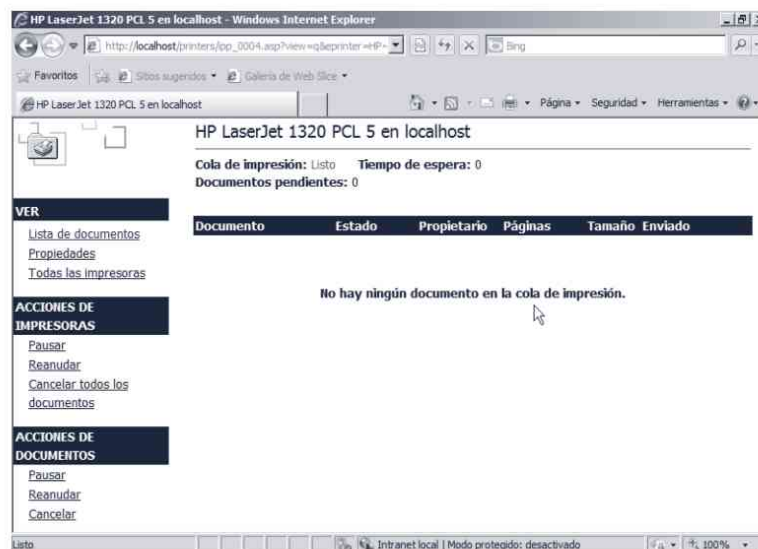 HP LaserJet 1320 PCL 5 en localhost - Windows Internet Explorer
http://localhost/printers/ipp_0004.asp?view=q&eprinter=HP-
Bing
Favoritos Sitios sugeridos Galería de Web Slice
HP LaserJet 1320 PCL 5 en localhost
Página Seguridad Herramientas
HP LaserJet 1320 PCL 5 en localhost
Cola de impresión: Listo Tiempo de espera: 0
Documentos pendientes: 0
VER
Lista de documentos
Propiedades
Todas las impresoras
Documento Estado Propietario Páginas Tamaño Enviado
No hay ningún documento en la cola de impresión.
ACCIONES DE
IMPRESORAS
Pausar
Reanudar
Cancelar todos los
documentos
ACCIONES DE
DOCUMENTOS
Pausar
Reanudar
Cancelar
Listo
Intranet local | Modo protegido: desactivado
100%